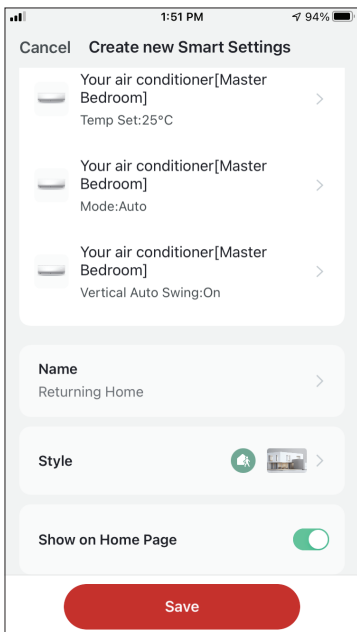 1:51 PM
94%
Cancel Create new Smart Settings
Your air conditioner[Master
Bedroom]
Temp Set:25°C
Your air conditioner[Master
Bedroom]
Mode:Auto
Your air conditioner[Master
Bedroom]
Vertical Auto Swing:On
Name
Returning Home
Style
Show on Home Page
Save